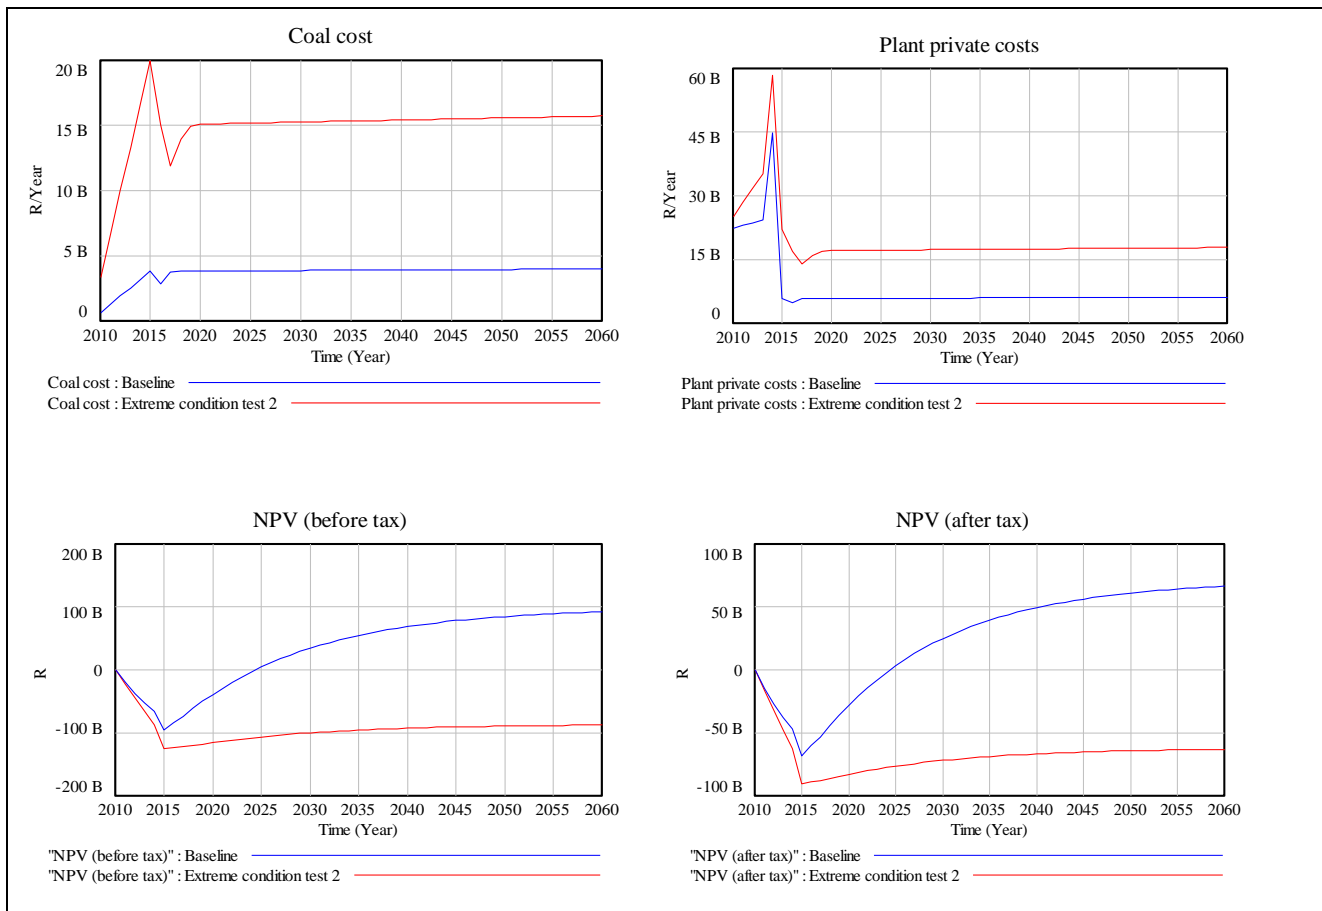 Coal cost
20 B
15 B
10 B
5 B
0
R/Year
2010 2015 2020 2025 2030 2035 2040 2045 2050 2055 2060
Time (Year)
Coal cost : Baseline
Coal cost : Extreme condition test 2
Plant private costs
60 B
45 B
30 B
15 B
0
R/Year
2010 2015 2020 2025 2030 2035 2040 2045 2050 2055 2060
Time (Year)
Plant private costs : Baseline
Plant private costs : Extreme condition test 2
NPV (before tax)
200 B
100 B
0
-100 B
-200 B
R
2010 2015 2020 2025 2030 2035 2040 2045 2050 2055 2060
Time (Year)
"NPV (before tax)" : Baseline
"NPV (before tax)" : Extreme condition test 2
NPV (after tax)
100 B
50 B
0
-50 B
-100 B
2010 2015 2020 2025 2030 2035 2040 2045 2050 2055 2060
R
Time (Year)
"NPV (after tax)" : Baseline
"NPV (after tax)" : Extreme condition test 2